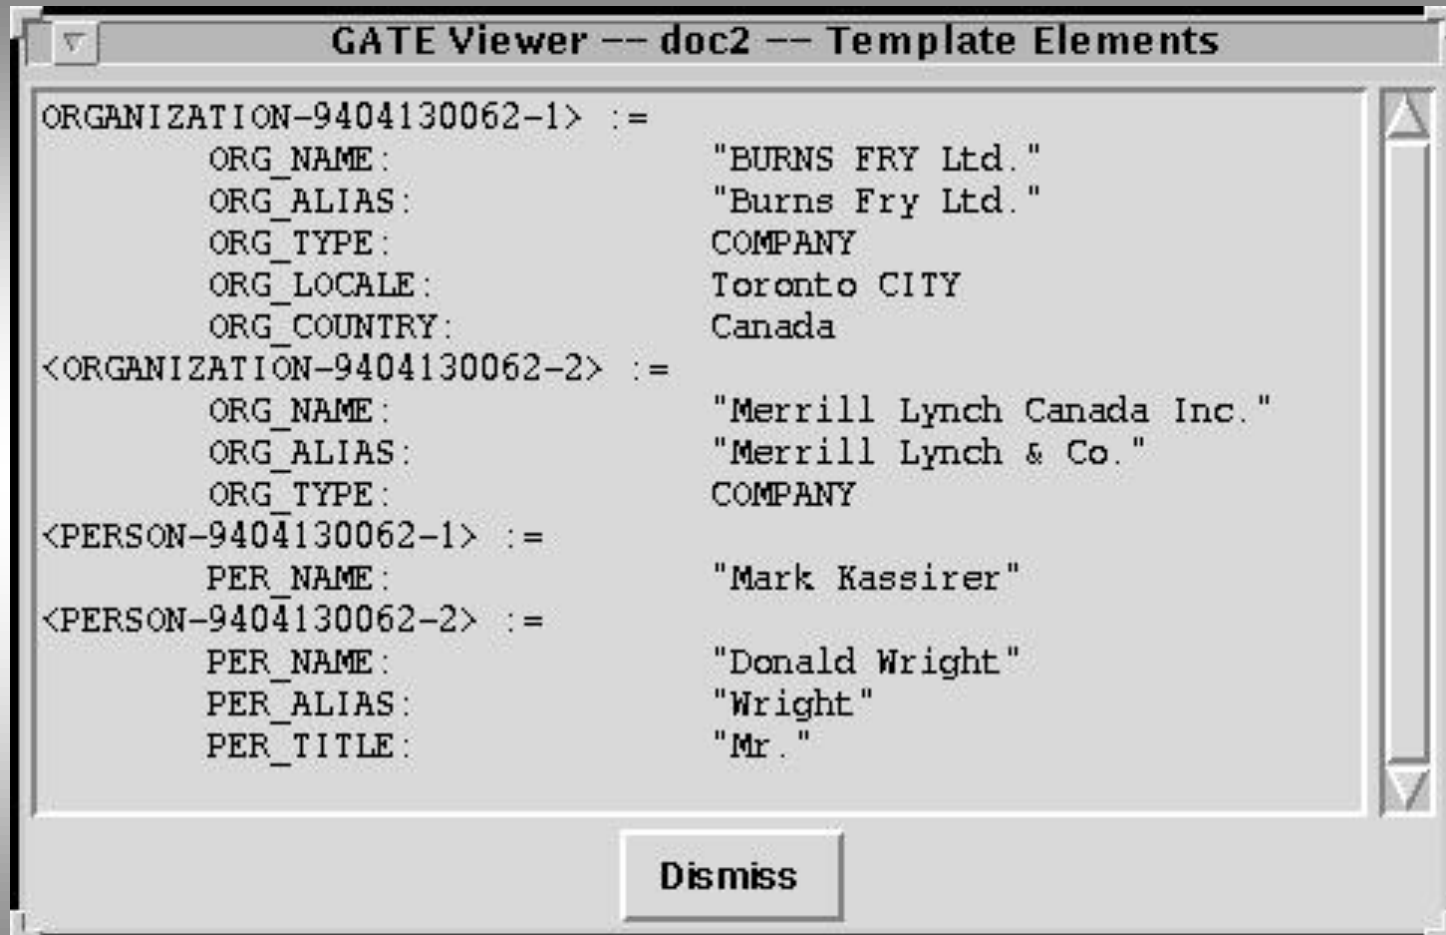 GATE Viewer -- doc2 -- Template Elements
ORGANIZATION-9404130062-1> :=
ORG_NAME: "BURNS FRY Ltd."
ORG_ALIAS: "Burns Fry Ltd."
ORG_TYPE: COMPANY
ORG_LOCALE: Toronto CITY
ORG_COUNTRY: Canada
<ORGANIZATION-9404130062-2> :=
ORG_NAME: "Merrill Lynch Canada Inc."
ORG_ALIAS: "Merrill Lynch & Co."
ORG_TYPE: COMPANY
<PERSON-9404130062-1> :=
PER_NAME: "Mark Kassirer"
<PERSON-9404130062-2> :=
PER_NAME: "Donald Wright"
PER_ALIAS: "Wright"
PER_TITLE: "Mr."
Dismiss